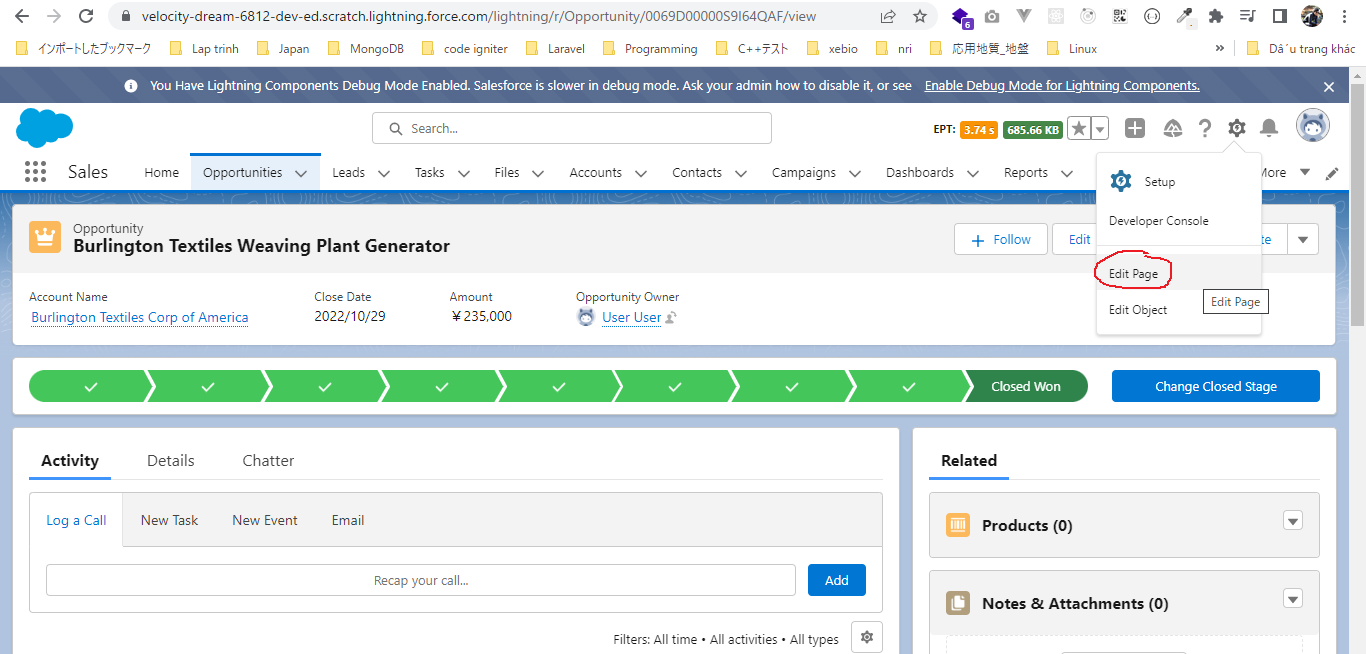 velocity-dream-6812-dev-ed.scratch.lightning.force.com/lightning/r/Opportunity/0069D00000S9I64QAF/view
6
インポートしたブックマーク Lap trinh Japan MongoDB code igniter Laravel Programming C++テスト xebio nri 応用地質_地盤 Linux » Dấu trang khác
You Have Lightning Components Debug Mode Enabled. Salesforce is slower in debug mode. Ask your admin how to disable it, or see Enable Debug Mode for Lightning Components.
Search...
EPT: 3.74 s 685.66 KB
Sales Home Opportunities Leads Tasks Files Accounts Contacts Campaigns Dashboards Reports More
Setup
Developer Console
Edit Page
Edit Object
Edit Page
Opportunity
Burlington Textiles Weaving Plant Generator
+ Follow Edit te
Account Name Close Date Amount Opportunity Owner
Burlington Textiles Corp of America 2022/10/29 ￥235,000 User User
Closed Won Change Closed Stage
Activity Details Chatter
Related
Log a Call New Task New Event Email
Products (0)
Recap your call... Add
Notes & Attachments (0)
Filters: All time • All activities • All types